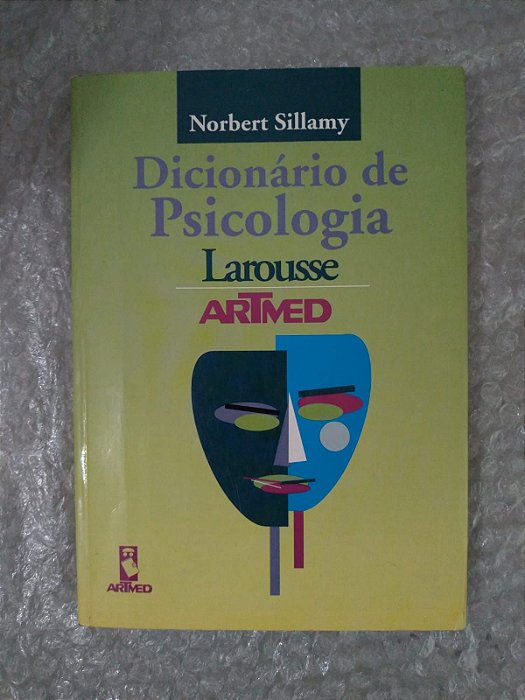 Norbert Sillamy
Dicionário de
Psicologia
Larousse
ARTMED
ARTMED